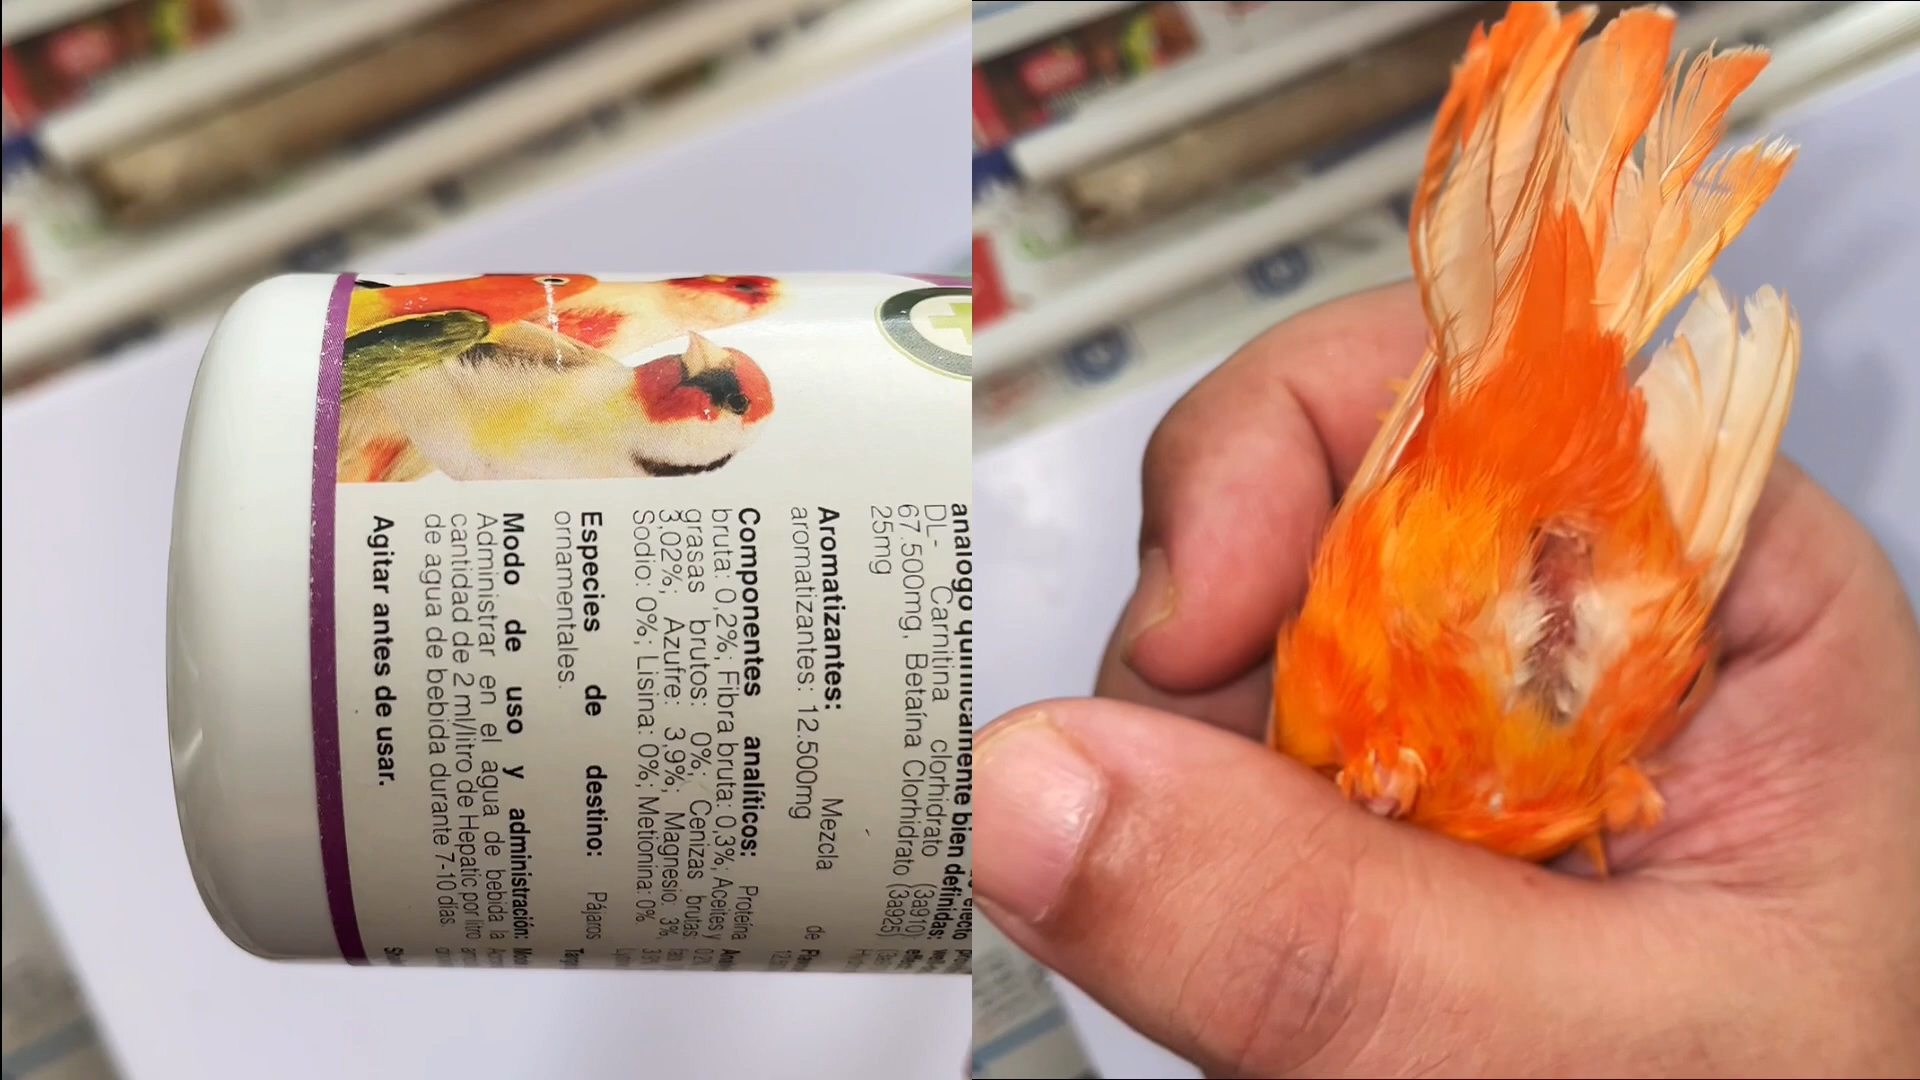 analógo químicamente bien definidas:
DL- Carnitina clorhidrato (3a910):
67.500mg, Betaína Clorhidrato (3a925)
25mg
Aromatizantes: Mezcla de
aromatizantes: 12.500mg
Componentes analíticos: Proteína
bruta: 0,2%; Fibra bruta: 0,3%; Aceites y
grasas brutos: 0%; Cenizas brutas:
3,02%; Azufre: 3,9%, Magnesio: 3%,
Sodio: 0%; Lisina: 0%; Metionina: 0%.
Especies de destino: Pájaros
ornamentales.
Modo de uso y administración:
Administrar en el agua de bebida la
cantidad de 2 ml/litro de Hepatic por litro
de agua de bebida durante 7-10 días.
Agitar antes de usar.